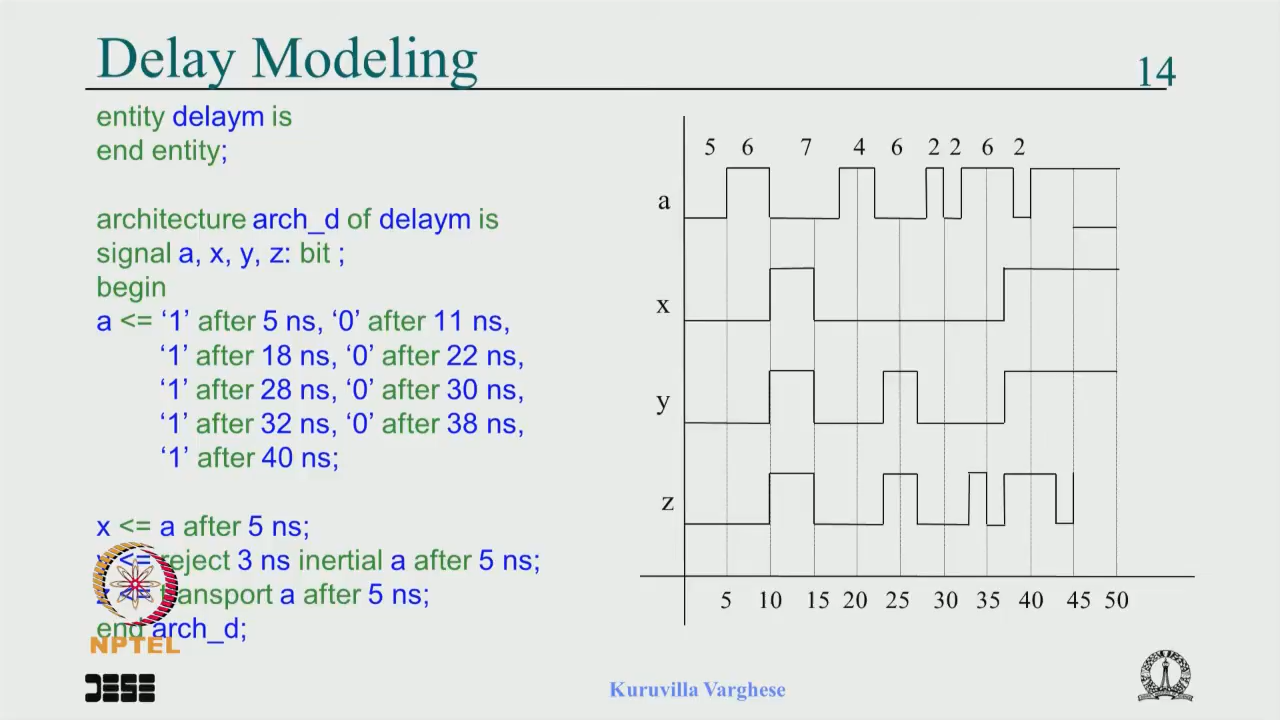 Delay Modeling
14
entity delaym is
end entity;
architecture arch_d of delaym is
signal a, x, y, z: bit ;
begin
a <= ‘1’ after 5 ns, ‘0’ after 11 ns,
‘1’ after 18 ns, ‘0’ after 22 ns,
‘1’ after 28 ns, ‘0’ after 30 ns,
‘1’ after 32 ns, ‘0’ after 38 ns,
‘1’ after 40 ns;
x <= a after 5 ns;
y <= reject 3 ns inertial a after 5 ns;
z <= transport a after 5 ns;
end arch_d;
5 6 7 4 6 2 2 6 2
a
x
y
z
5 10 15 20 25 30 35 40 45 50
NPTEL
DESE
Kuruvilla Varghese